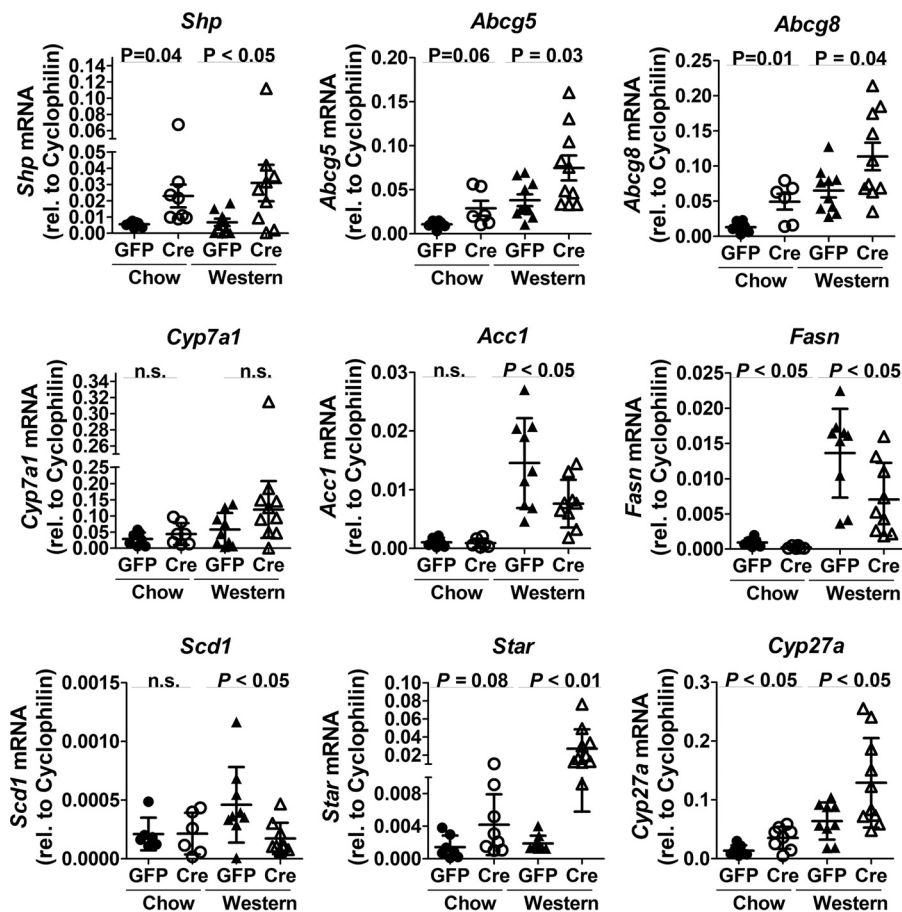 Shp
P=0.04 P < 0.05
Shp mRNA
(rel. to Cyclophilin)
0.14
0.12
0.10
0.08
0.06
0.05
0.04
0.03
0.02
0.01
0.00
GFP Cre GFP Cre
Chow Western
Abcg5
P=0.06 P = 0.03
Abcg5 mRNA
(rel. to Cyclophilin)
0.20
0.15
0.10
0.05
0.00
GFP Cre GFP Cre
Chow Western
Abcg8
P=0.01 P = 0.04
Abcg8 mRNA
(rel. to Cyclophilin)
0.25
0.20
0.15
0.10
0.05
0.00
GFP Cre GFP Cre
Chow Western
Cyp7a1
n.s. n.s.
Cyp7a1 mRNA
(rel. to Cyclophilin)
0.34
0.32
0.30
0.28
0.26
0.25
0.20
0.15
0.10
0.05
0.00
GFP Cre GFP Cre
Chow Western
Acc1
n.s. P < 0.05
Acc1 mRNA
(rel. to Cyclophilin)
0.03
0.02
0.01
0.00
GFP Cre GFP Cre
Chow Western
Fasn
P < 0.05 P < 0.05
Fasn mRNA
(rel. to Cyclophilin)
0.025
0.020
0.015
0.010
0.005
0.000
GFP Cre GFP Cre
Chow Western
Scd1
n.s. P < 0.05
Scd1 mRNA
(rel. to Cyclophilin)
0.0015
0.0010
0.0005
0.0000
GFP Cre GFP Cre
Chow Western
Star
P = 0.08 P < 0.01
Star mRNA
(rel. to Cyclophilin)
0.10
0.08
0.06
0.04
0.02
0.008
0.004
0.000
GFP Cre GFP Cre
Chow Western
Cyp27a
P < 0.05 P < 0.05
Cyp27a mRNA
(rel. to Cyclophilin)
0.3
0.2
0.1
0.0
GFP Cre GFP Cre
Chow Western